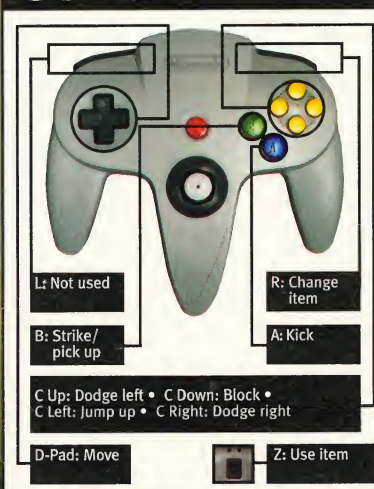 L: Not used
R: Change
item
B: Strike/
pick up
A: Kick
C Up: Dodge left • C Down: Block •
C Left: Jump up • C Right: Dodge right
D-Pad: Move
Z: Use item